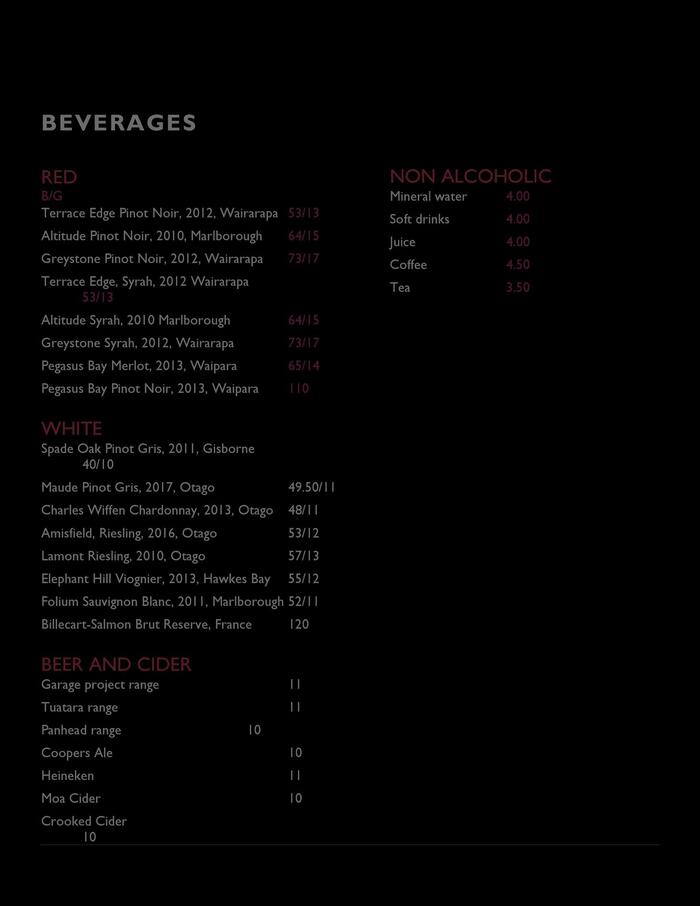 BEVERAGES
RED
B/G
Terrace Edge Pinot Noir, 2012, Wairarapa 53/13
Altitude Pinot Noir, 2010, Marlborough 64/15
Greystone Pinot Noir, 2012, Wairarapa 73/17
Terrace Edge, Syrah, 2012 Wairarapa
53/13
Altitude Syrah, 2010 Marlborough 64/15
Greystone Syrah, 2012, Wairarapa 73/17
Pegasus Bay Merlot, 2013, Waipara 65/14
Pegasus Bay Pinot Noir, 2013, Waipara 110
WHITE
Spade Oak Pinot Gris, 2011, Gisborne
40/10
Maude Pinot Gris, 2017, Otago 49.50/11
Charles Wiffen Chardonnay, 2013, Otago 48/11
Amisfield, Riesling, 2016, Otago 53/12
Lamont Riesling, 2010, Otago 57/13
Elephant Hill Viognier, 2013, Hawkes Bay 55/12
Folium Sauvignon Blanc, 2011, Marlborough 52/11
Billecart-Salmon Brut Reserve, France 120
BEER AND CIDER
Garage project range 11
Tuatara range 11
Panhead range 10
Coopers Ale 10
Heineken 11
Moa Cider 10
Crooked Cider
10
NON ALCOHOLIC
Mineral water 4.00
Soft drinks 4.00
Juice 4.00
Coffee 4.50
Tea 3.50